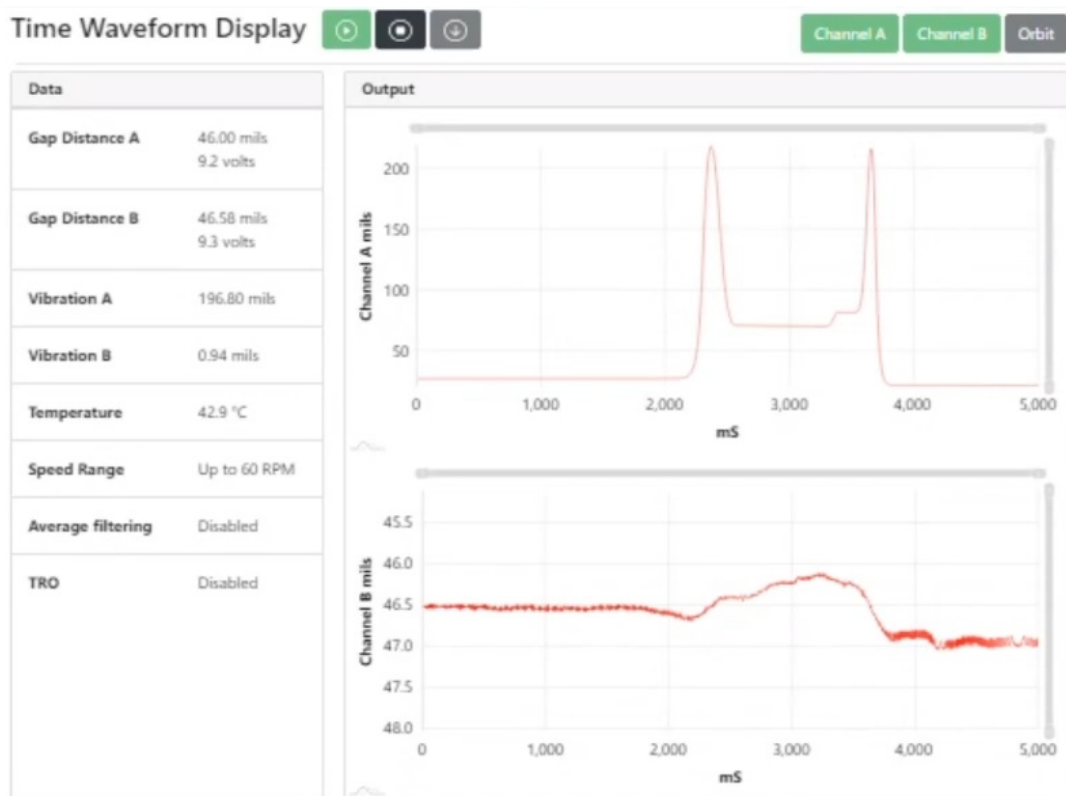 Time Waveform Display
Channel A
Channel B
Orbit
Data
Gap Distance A 46.00 mils
9.2 volts
Gap Distance B 46.58 mils
9.3 volts
Vibration A 196.80 mils
Vibration B 0.94 mils
Temperature 42.9 °C
Speed Range Up to 60 RPM
Average filtering Disabled
TRO Disabled
Output
Channel A mils
200
150
100
50
0 1,000 2,000 3,000 4,000 5,000
mS
Channel B mils
45.5
46.0
46.5
47.0
47.5
48.0
0 1,000 2,000 3,000 4,000 5,000
mS